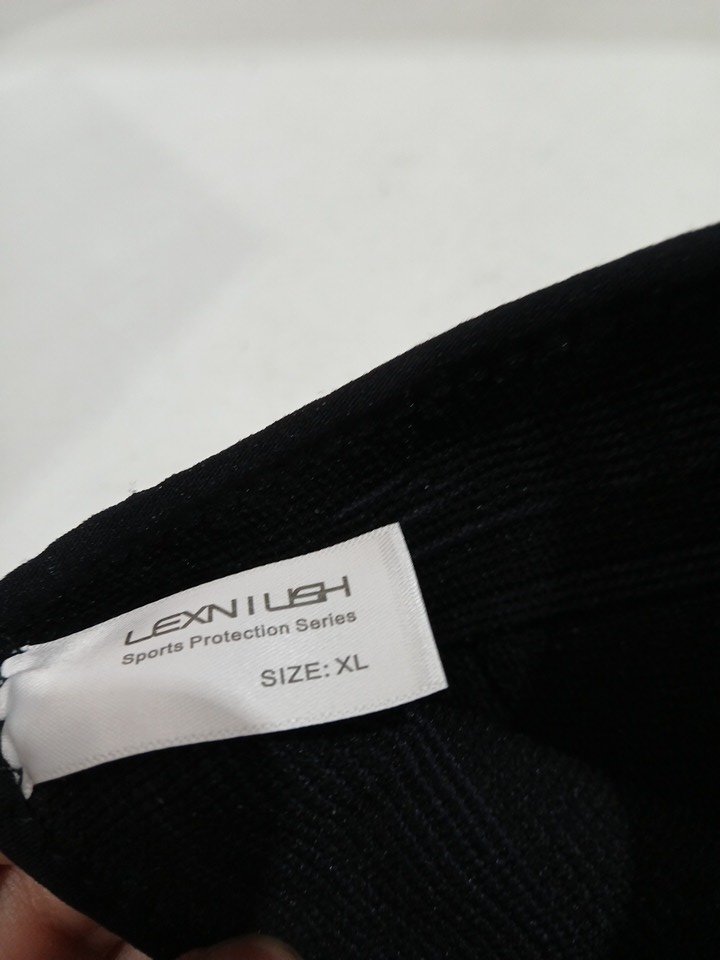 LEXNIUSH
Sports Protection Series
SIZE: XL